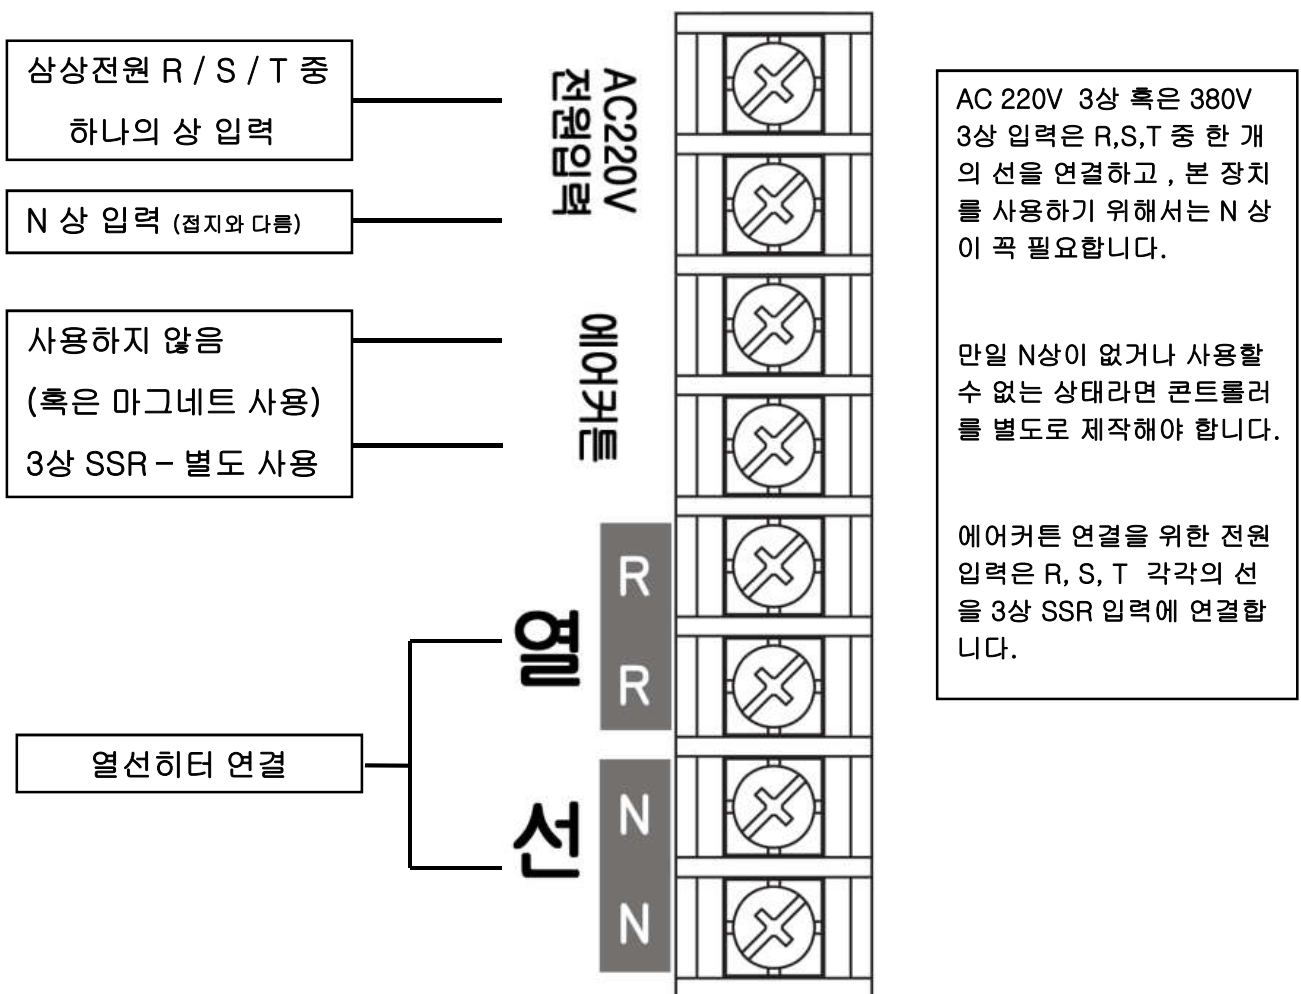 삼상전원 R / S / T 중
하나의 상 입력
N 상 입력 (접지와 다름)
사용하지 않음
(혹은 마그네트 사용)
3상 SSR – 별도 사용
열선히터 연결
AC220V
전원입력
에어커튼
열선
R
R
N
N
AC 220V 3상 혹은 380V
3상 입력은 R,S,T 중 한 개
의 선을 연결하고 , 본 장치
를 사용하기 위해서는 N 상
이 꼭 필요합니다.
만일 N상이 없거나 사용할
수 없는 상태라면 콘트롤러
를 별도로 제작해야 합니다.
에어커튼 연결을 위한 전원
입력은 R, S, T 각각의 선
을 3상 SSR 입력에 연결합
니다.